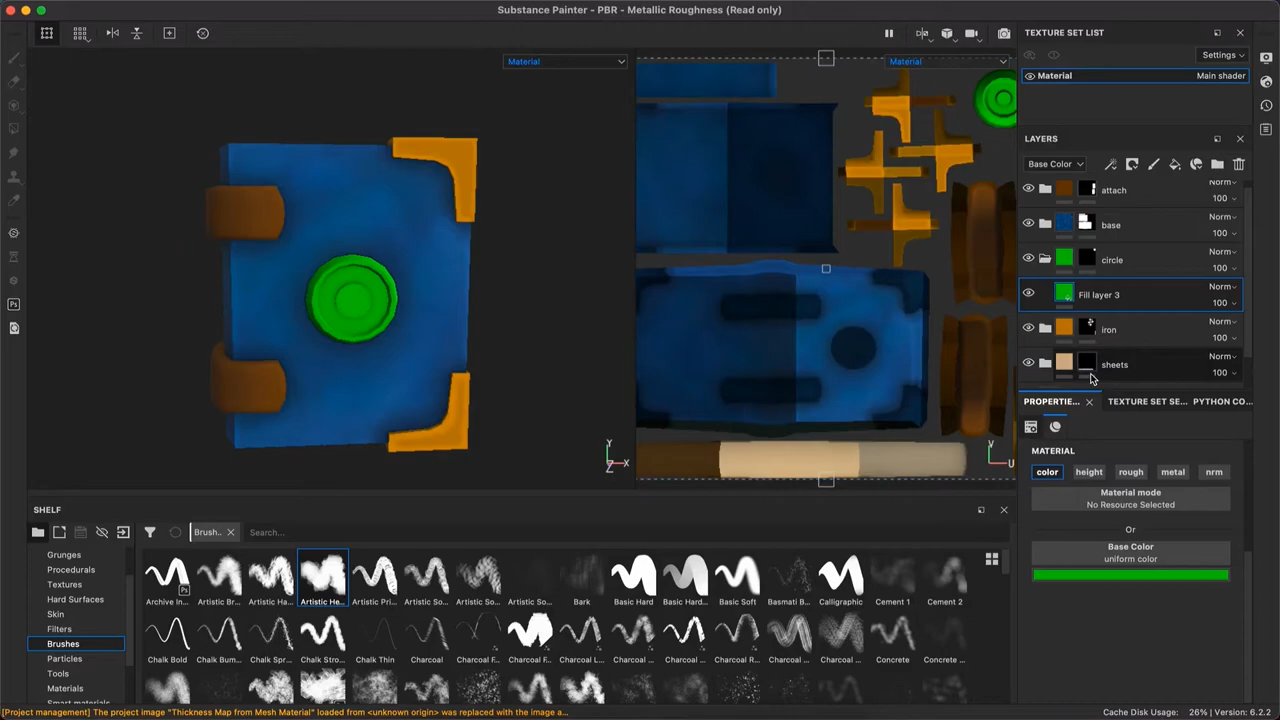 Substance Painter - PBR - Metallic Roughness (Read only)
Material
Material
Y
X
Z
V
U
TEXTURE SET LIST
Settings
Material
Main shader
LAYERS
Base Color
attach
Norm
100
base
Norm
100
circle
Norm
100
Fill layer 3
Norm
100
iron
Norm
100
sheets
Norm
100
PROPERTIE...
TEXTURE SET SE...
PYTHON CO...
MATERIAL
color
height
rough
metal
nrm
Material mode
No Resource Selected
Or
Base Color
uniform color
SHELF
Brush..
Search...
Grunges
Procedurals
Textures
Hard Surfaces
Skin
Filters
Brushes
Particles
Tools
Materials
Ps
Ps
Archive In...
Artistic Br...
Artistic Ha...
Artistic He...
Artistic Pri...
Artistic So...
Artistic So...
Artistic So...
Bark
Basic Hard
Basic Hard...
Basic Soft
Basmati B...
Calligraphic
Cement 1
Cement 2
Chalk Bold
Chalk Bum...
Chalk Spr...
Chalk Stro...
Chalk Thin
Charcoal
Charcoal F...
Charcoal F...
Charcoal L...
Charcoal ...
Charcoal ...
Charcoal R...
Charcoal ...
Charcoal ...
Concrete
Concrete ...
[Project management] The project image "Thickness Map from Mesh Material" loaded from <unknown origin> was replaced with the image a...
Cache Disk Usage: 26% | Version: 6.2.2